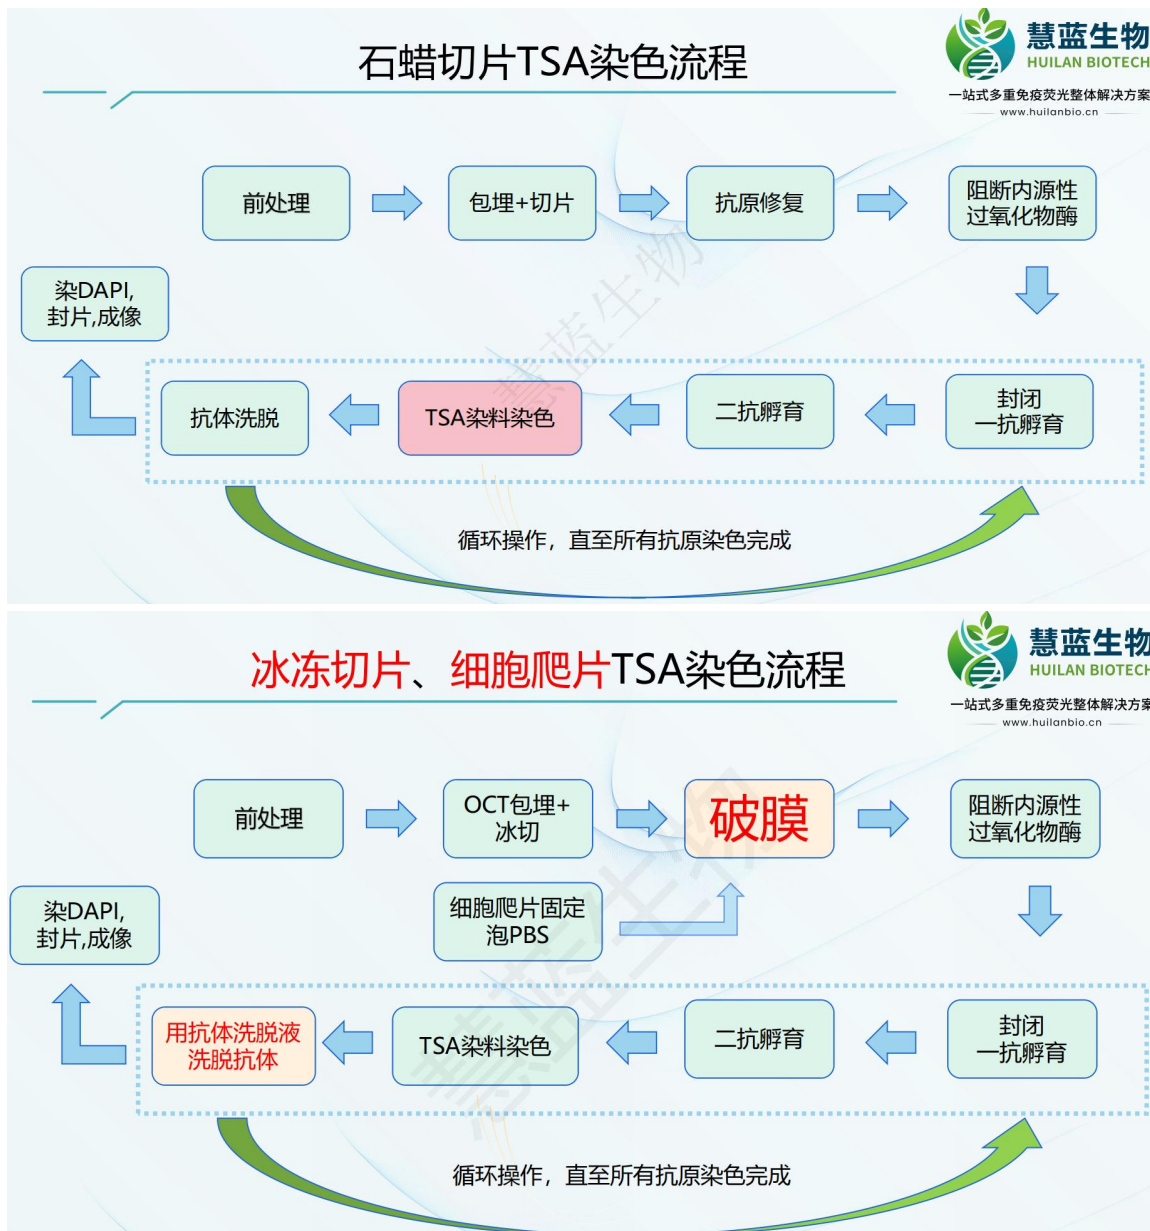 石蜡切片TSA染色流程
慧蓝生物
HUILAN BIOTECH
一站式多重免疫荧光整体解决方案
www.huilanbio.cn
前处理
包埋+切片
抗原修复
阻断内源性
过氧化物酶
染DAPI,
封片,成像
抗体洗脱
TSA染料染色
二抗孵育
封闭
一抗孵育
循环操作，直至所有抗原染色完成
慧蓝生物
冰冻切片、细胞爬片TSA染色流程
慧蓝生物
HUILAN BIOTECH
一站式多重免疫荧光整体解决方案
www.huilanbio.cn
前处理
OCT包埋+
冰切
破膜
阻断内源性
过氧化物酶
染DAPI,
封片,成像
细胞爬片固定
泡PBS
用抗体洗脱液
洗脱抗体
TSA染料染色
二抗孵育
封闭
一抗孵育
循环操作，直至所有抗原染色完成
慧蓝生物